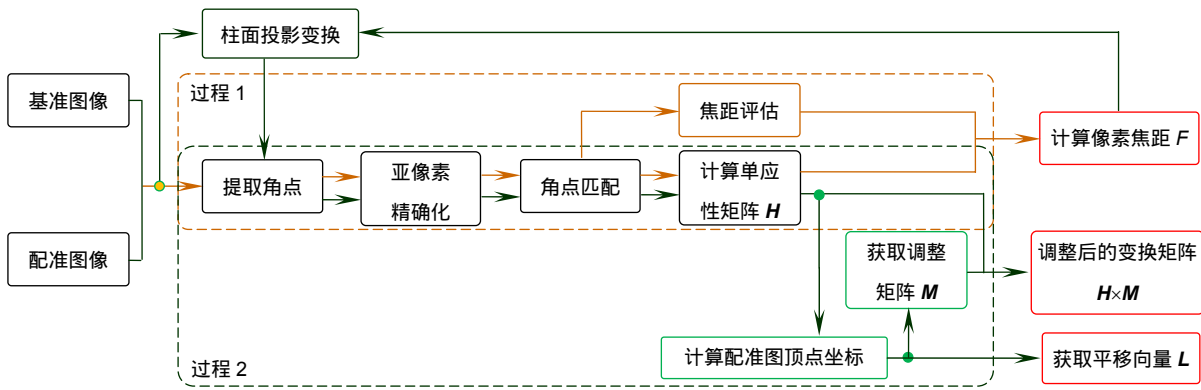 柱面投影变换
过程 1
基准图像
焦距评估
计算像素焦距 F
提取角点
亚像素
精确化
角点匹配
计算单应
性矩阵 H
配准图像
获取调整
矩阵 M
调整后的变换矩阵
H×M
计算配准图顶点坐标
获取平移向量 L
过程 2